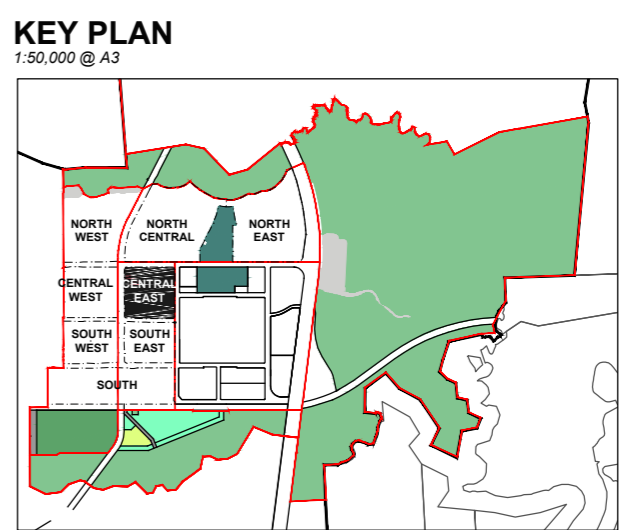 KEY PLAN
1:50,000 @ A3
NORTH
WEST
NORTH
CENTRAL
NORTH
EAST
CENTRAL
WEST
CENTRAL
EAST
SOUTH
WEST
SOUTH
EAST
SOUTH